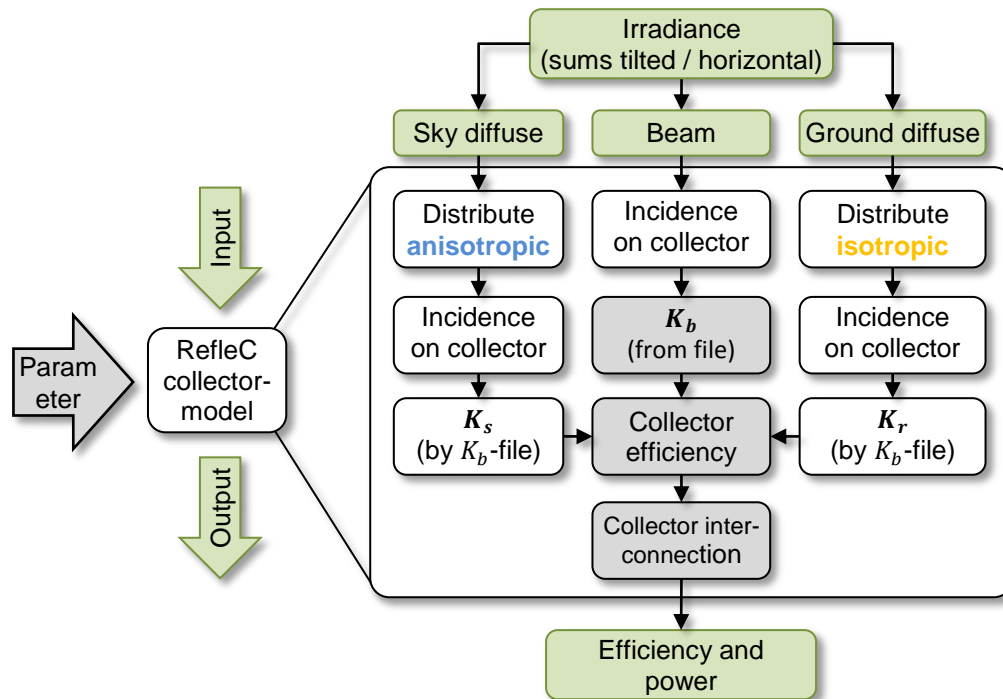 Irradiance
(sums tilted / horizontal)
Sky diffuse
Beam
Ground diffuse
Input
Param
eter
RefleC
collector-
model
Output
Distribute
anisotropic
Incidence
on collector
Distribute
isotropic
Incidence
on collector
K_b
(from file)
Incidence
on collector
K_s
(by K_b-file)
Collector
efficiency
K_r
(by K_b-file)
Collector inter-
connection
Efficiency and
power